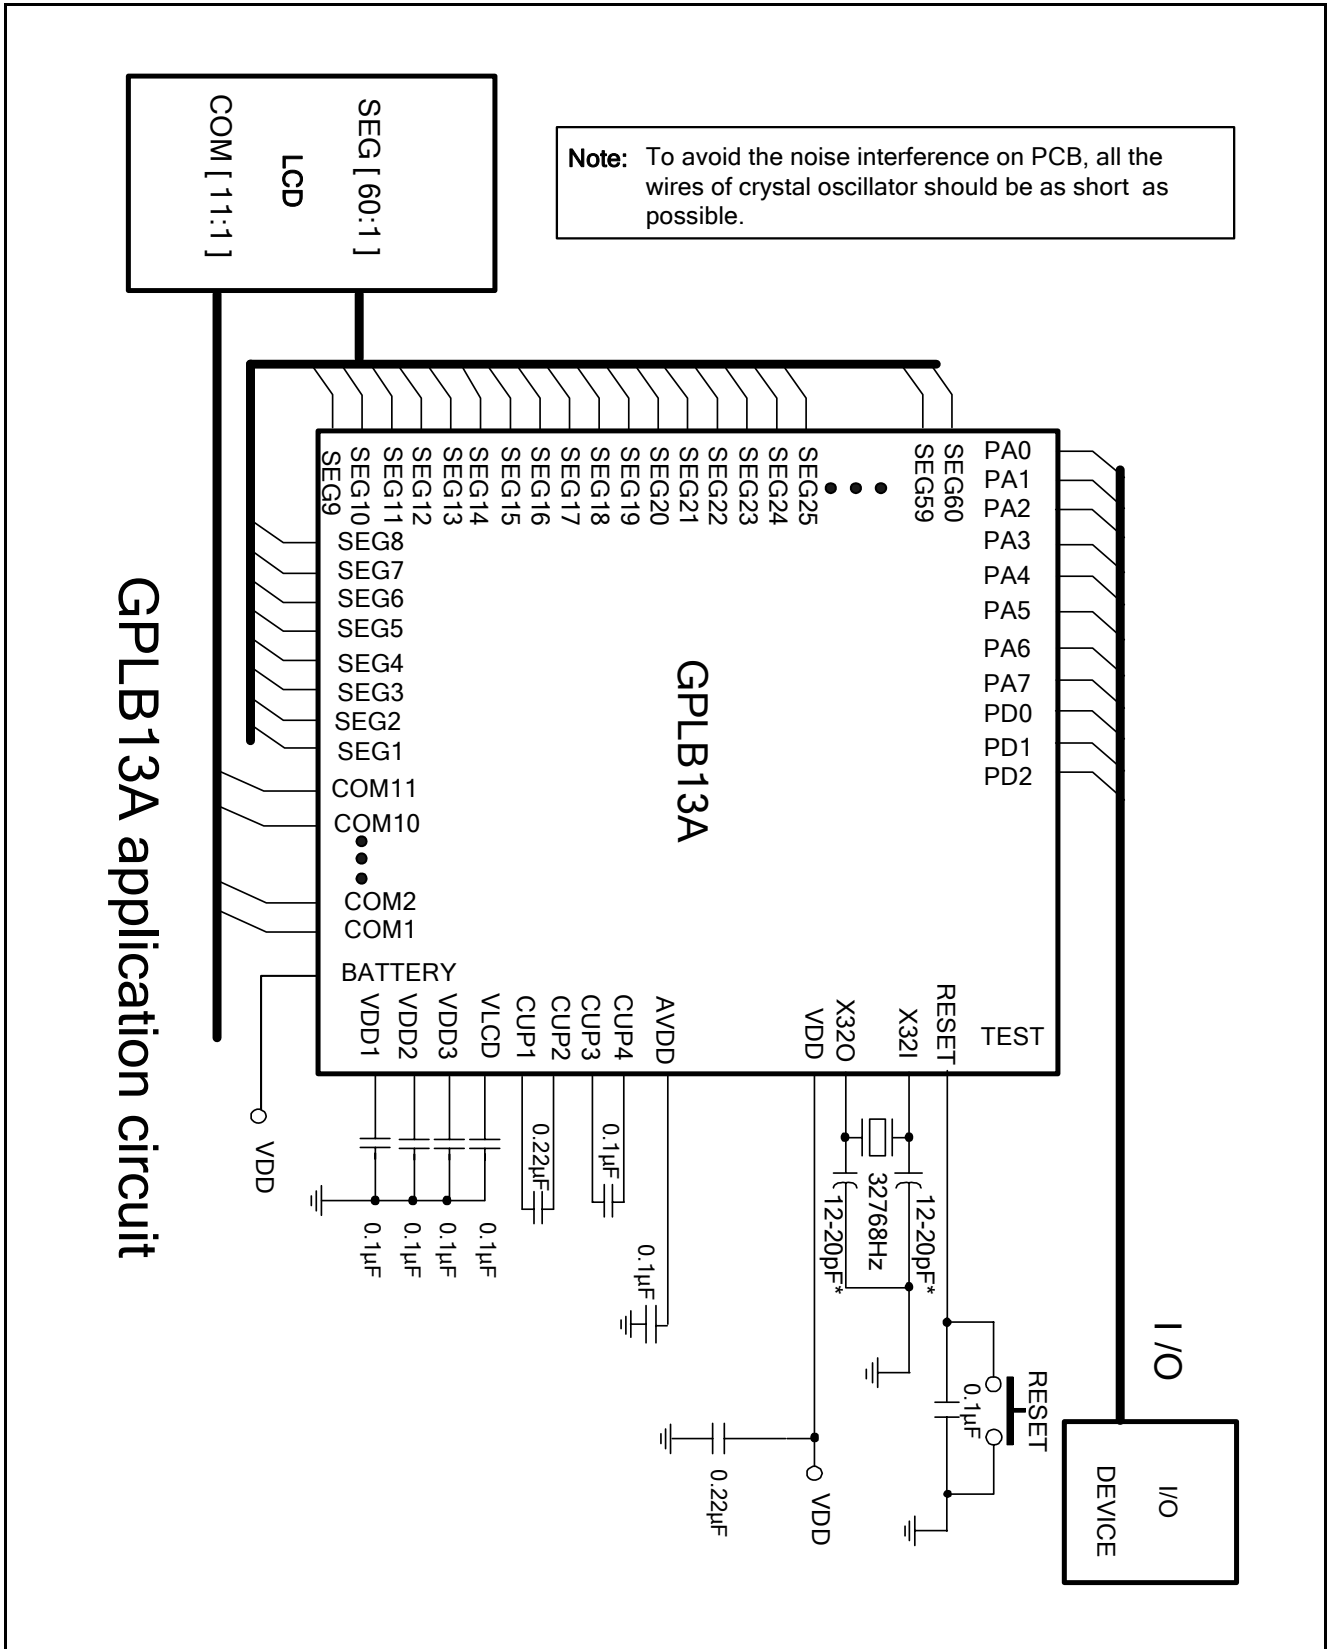 COM [ 11:1 ]
LCD
SEG [ 60:1 ]
Note: To avoid the noise interference on PCB, all the
wires of crystal oscillator should be as short as
possible.
SEG9
SEG10
SEG11
SEG12
SEG13
SEG14
SEG15
SEG16
SEG17
SEG18
SEG19
SEG20
SEG21
SEG22
SEG23
SEG24
SEG25
SEG59
SEG60
PA0
PA1
PA2
PA3
PA4
PA5
PA6
PA7
PD0
PD1
PD2
SEG8
SEG7
SEG6
SEG5
SEG4
SEG3
SEG2
SEG1
COM11
COM10
COM2
COM1
BATTERY
GPLB13A
VDD1
VDD2
VDD3
VLCD
CUP1
CUP2
CUP3
CUP4
AVDD
VDD
X32O
X32I
RESET
TEST
VDD
0.1µF
0.1µF
0.1µF
0.1µF
0.22µF
0.1µF
0.1µF
12-20pF*
32768Hz
12-20pF*
0.22µF
VDD
0.1µF
RESET
I/O
I/O
DEVICE
GPLB13A application circuit